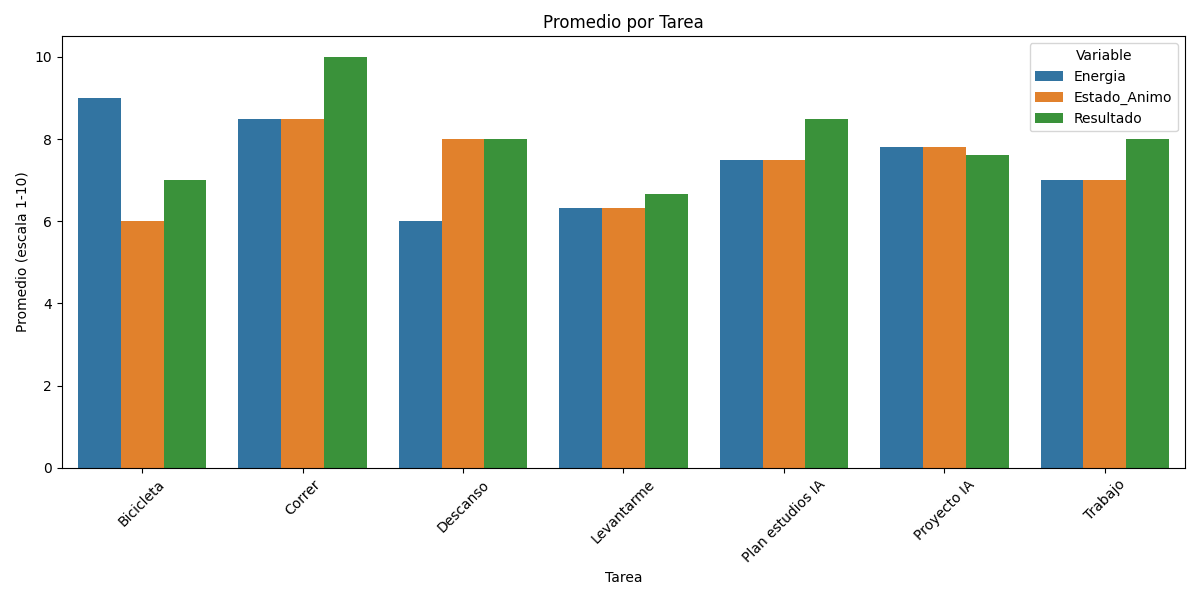 Promedio por Tarea
Variable
Energia
Estado_Animo
Resultado
Promedio (escala 1-10)
10
8
6
4
2
0
Bicicleta
Correr
Descanso
Levantarme
Plan estudios IA
Proyecto IA
Trabajo
Tarea